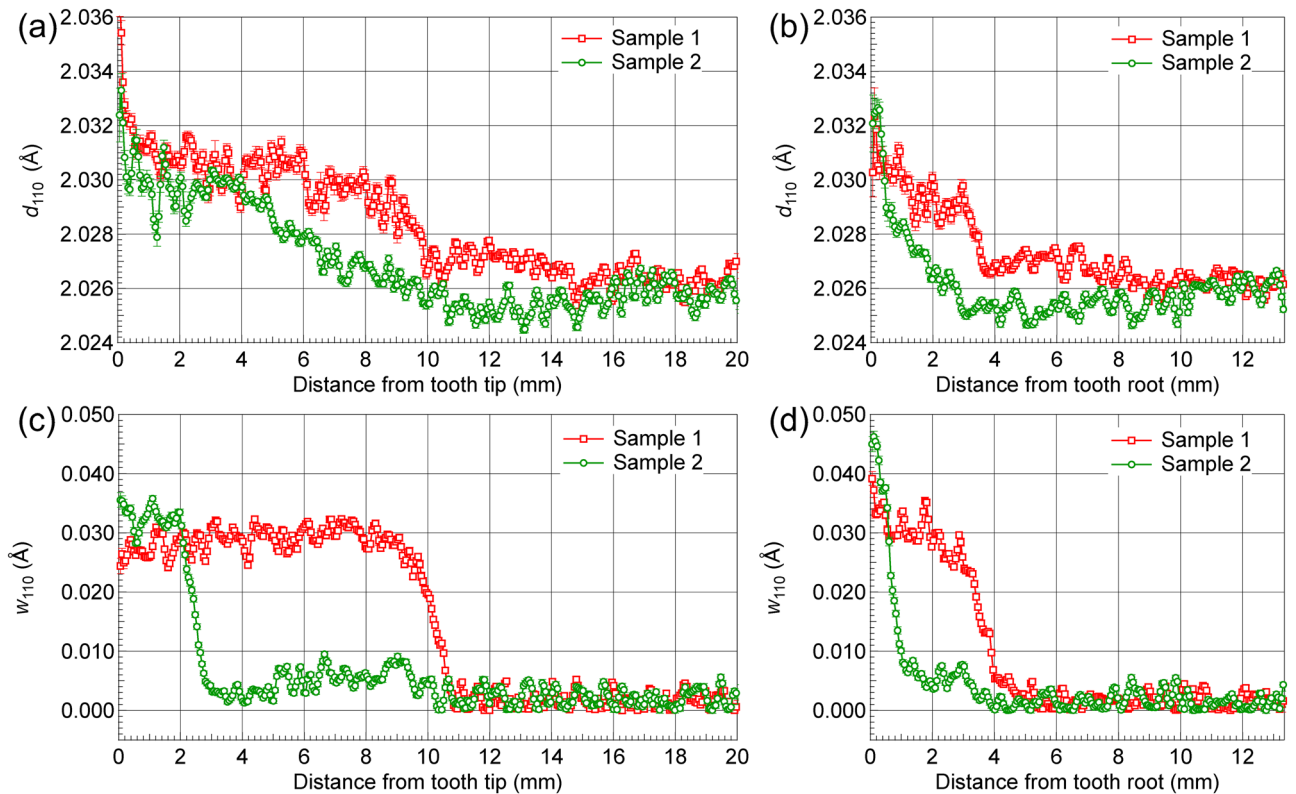 (a)
2.036
2.034
2.032
2.030
2.028
2.026
2.024
d110 (Å)
Sample 1
Sample 2
0 2 4 6 8 10 12 14 16 18 20
Distance from tooth tip (mm)
(b)
2.036
2.034
2.032
2.030
2.028
2.026
2.024
d110 (Å)
Sample 1
Sample 2
0 2 4 6 8 10 12
Distance from tooth root (mm)
(c)
0.050
0.040
0.030
0.020
0.010
0.000
w110 (Å)
Sample 1
Sample 2
0 2 4 6 8 10 12 14 16 18 20
Distance from tooth tip (mm)
(d)
0.050
0.040
0.030
0.020
0.010
0.000
w110 (Å)
Sample 1
Sample 2
0 2 4 6 8 10 12
Distance from tooth root (mm)